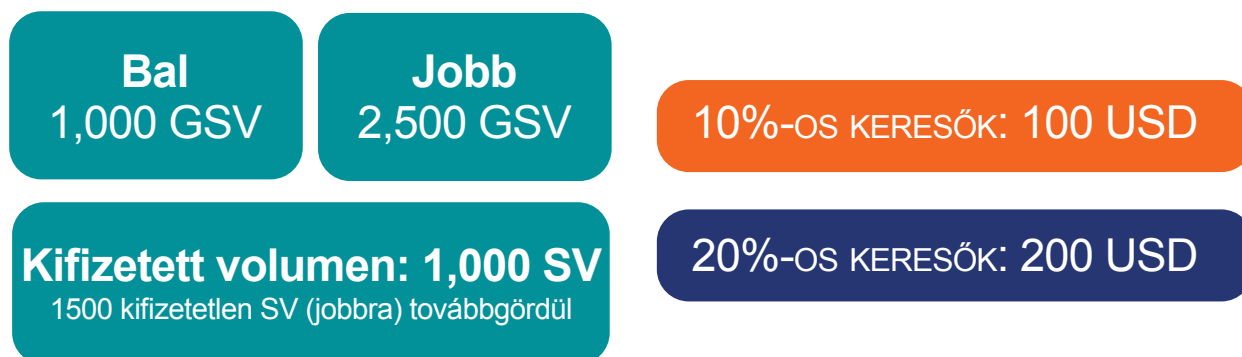 Bal
1,000 GSV
Jobb
2,500 GSV
Kifizetett volumen: 1,000 SV
1500 kifizetetlen SV (jobbra) továbbgördül
10%-OS KERESŐK: 100 USD
20%-OS KERESŐK: 200 USD